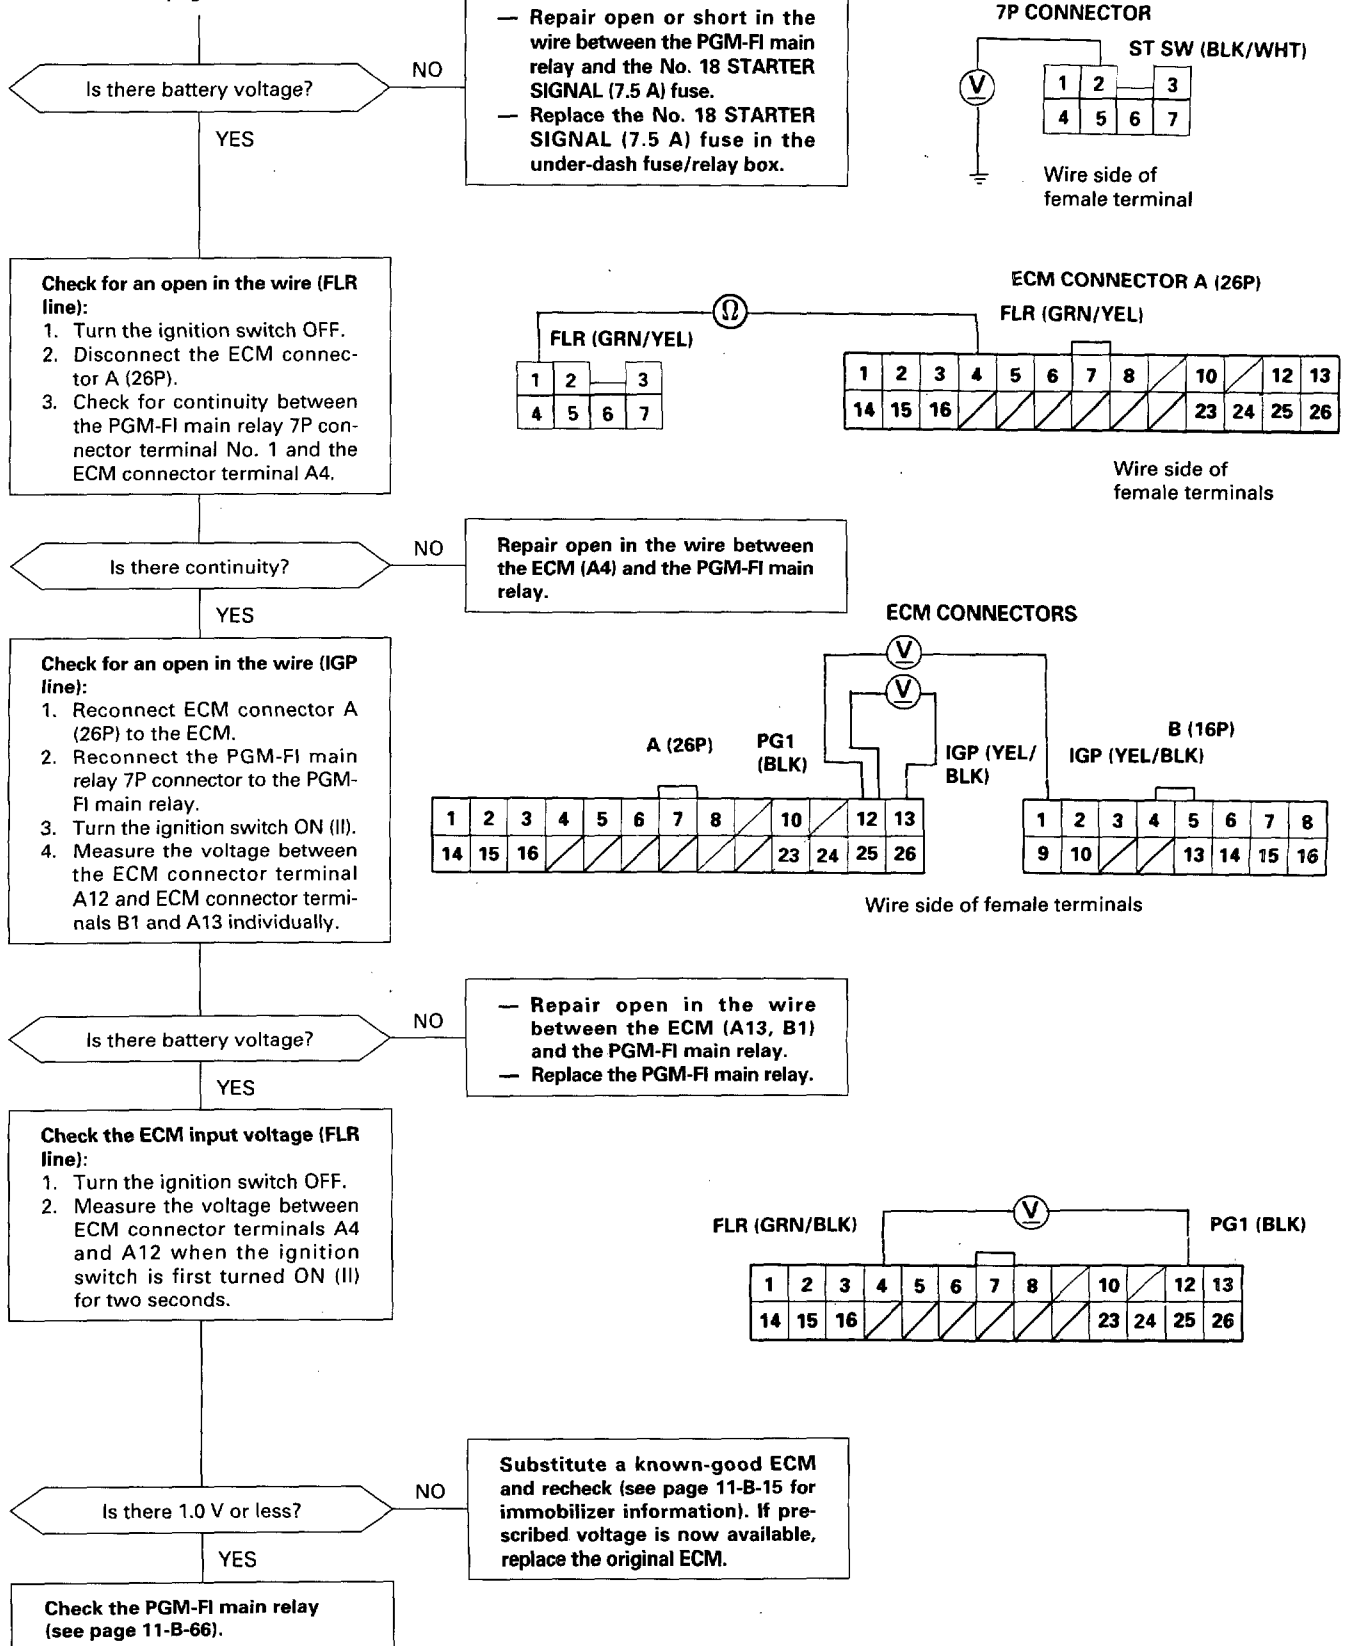 — Repair open or short in the
wire between the PGM-FI main
relay and the No. 18 STARTER
SIGNAL (7.5 A) fuse.
— Replace the No. 18 STARTER
SIGNAL (7.5 A) fuse in the
under-dash fuse/relay box.
Is there battery voltage?
NO
YES
7P CONNECTOR
ST SW (BLK/WHT)
V
1 2 3
4 5 6 7
Wire side of
female terminal
Check for an open in the wire (FLR
line):
1. Turn the ignition switch OFF.
2. Disconnect the ECM connec-
tor A (26P).
3. Check for continuity between
the PGM-FI main relay 7P con-
nector terminal No. 1 and the
ECM connector terminal A4.
ECM CONNECTOR A (26P)
Ω
FLR (GRN/YEL)
FLR (GRN/YEL)
1 2 3
4 5 6 7
1 2 3 4 5 6 7 8 10 12 13
14 15 16 23 24 25 26
Wire side of
female terminals
Is there continuity?
NO
YES
Repair open in the wire between
the ECM (A4) and the PGM-FI main
relay.
Check for an open in the wire (IGP
line):
1. Reconnect ECM connector A
(26P) to the ECM.
2. Reconnect the PGM-FI main
relay 7P connector to the PGM-
FI main relay.
3. Turn the ignition switch ON (II).
4. Measure the voltage between
the ECM connector terminal
A12 and ECM connector termi-
nals B1 and A13 individually.
ECM CONNECTORS
V
V
A (26P)
PG1
(BLK)
IGP (YEL/
BLK)
B (16P)
IGP (YEL/BLK)
1 2 3 4 5 6 7 8 10 12 13
14 15 16 23 24 25 26
1 2 3 4 5 6 7 8
9 10 13 14 15 16
Wire side of female terminals
Is there battery voltage?
NO
YES
— Repair open in the wire
between the ECM (A13, B1)
and the PGM-FI main relay.
— Replace the PGM-FI main relay.
Check the ECM input voltage (FLR
line):
1. Turn the ignition switch OFF.
2. Measure the voltage between
ECM connector terminals A4
and A12 when the ignition
switch is first turned ON (II)
for two seconds.
FLR (GRN/BLK)
V
PG1 (BLK)
1 2 3 4 5 6 7 8 10 12 13
14 15 16 23 24 25 26
Is there 1.0 V or less?
NO
YES
Substitute a known-good ECM
and recheck (see page 11-B-15 for
immobilizer information). If pre-
scribed voltage is now available,
replace the original ECM.
Check the PGM-FI main relay
(see page 11-B-66).